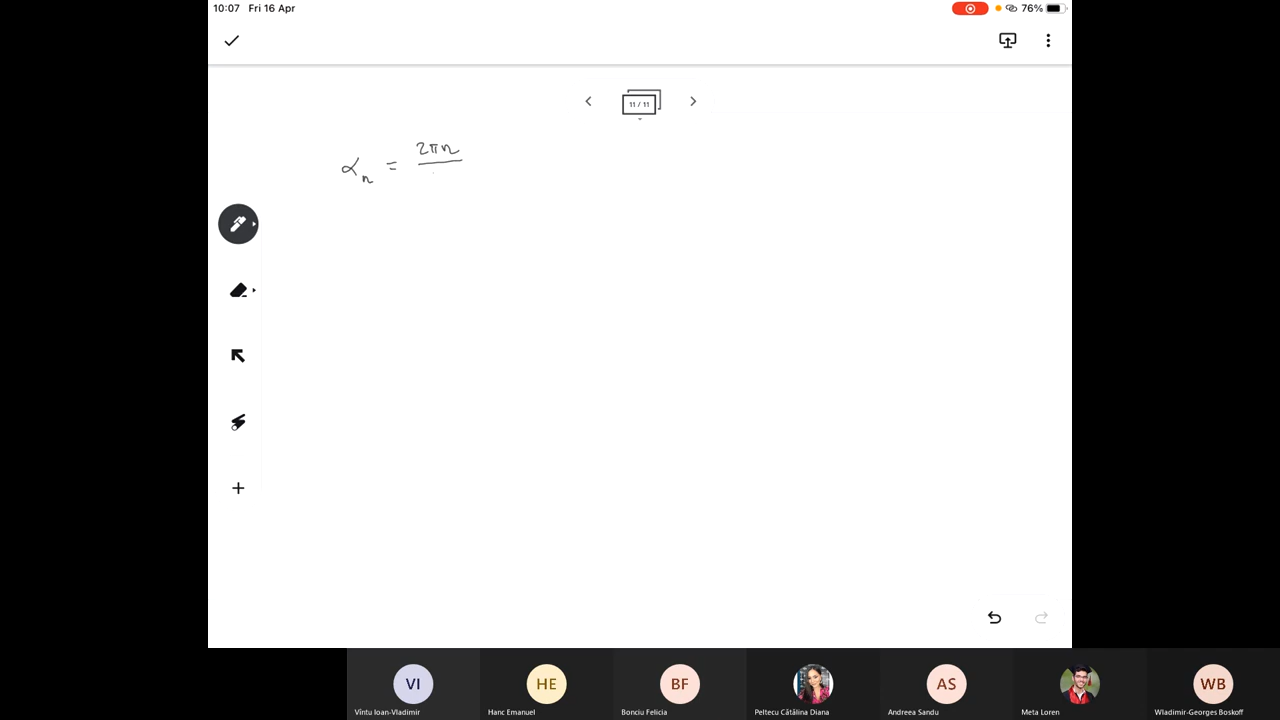 10:07 Fri 16 Apr
76%
11 / 11
αₙ = 2πn
VI
HE
BF
AS
WB
Vîntu Ioan-Vladimir
Hanc Emanuel
Bonciu Felicia
Peltecu Cătălina Diana
Andreea Sandu
Meta Loren
Wladimir-Georges Boskoff